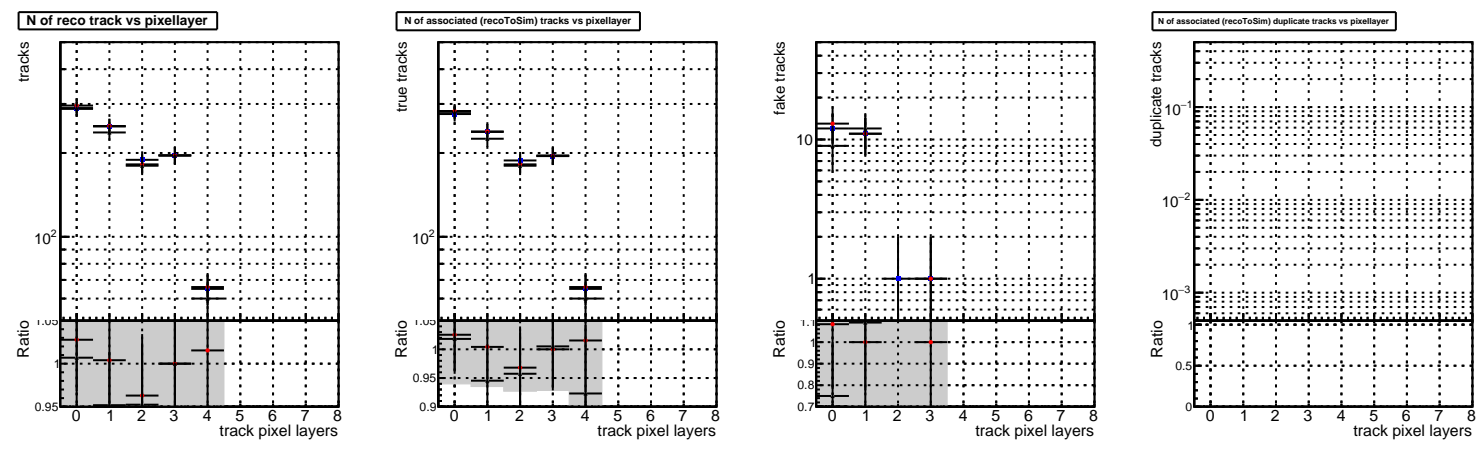 N of reco track vs pixellayer
tracks
10²
Ratio
1.05
1
0.95
0 1 2 3 4 5 6 7 8
track pixel layers
N of associated (recoToSim) tracks vs pixellayer
true tracks
10²
Ratio
1.05
1
0.95
0.9
0 1 2 3 4 5 6 7 8
track pixel layers
fake tracks
10
1
Ratio
1.1
1
0.9
0.8
0.7
0 1 2 3 4 5 6 7 8
track pixel layers
N of associated (recoToSim) duplicate tracks vs pixellayer
duplicate tracks
10⁻¹
10⁻²
10⁻³
Ratio
1
0.5
0
0 1 2 3 4 5 6 7 8
track pixel layers